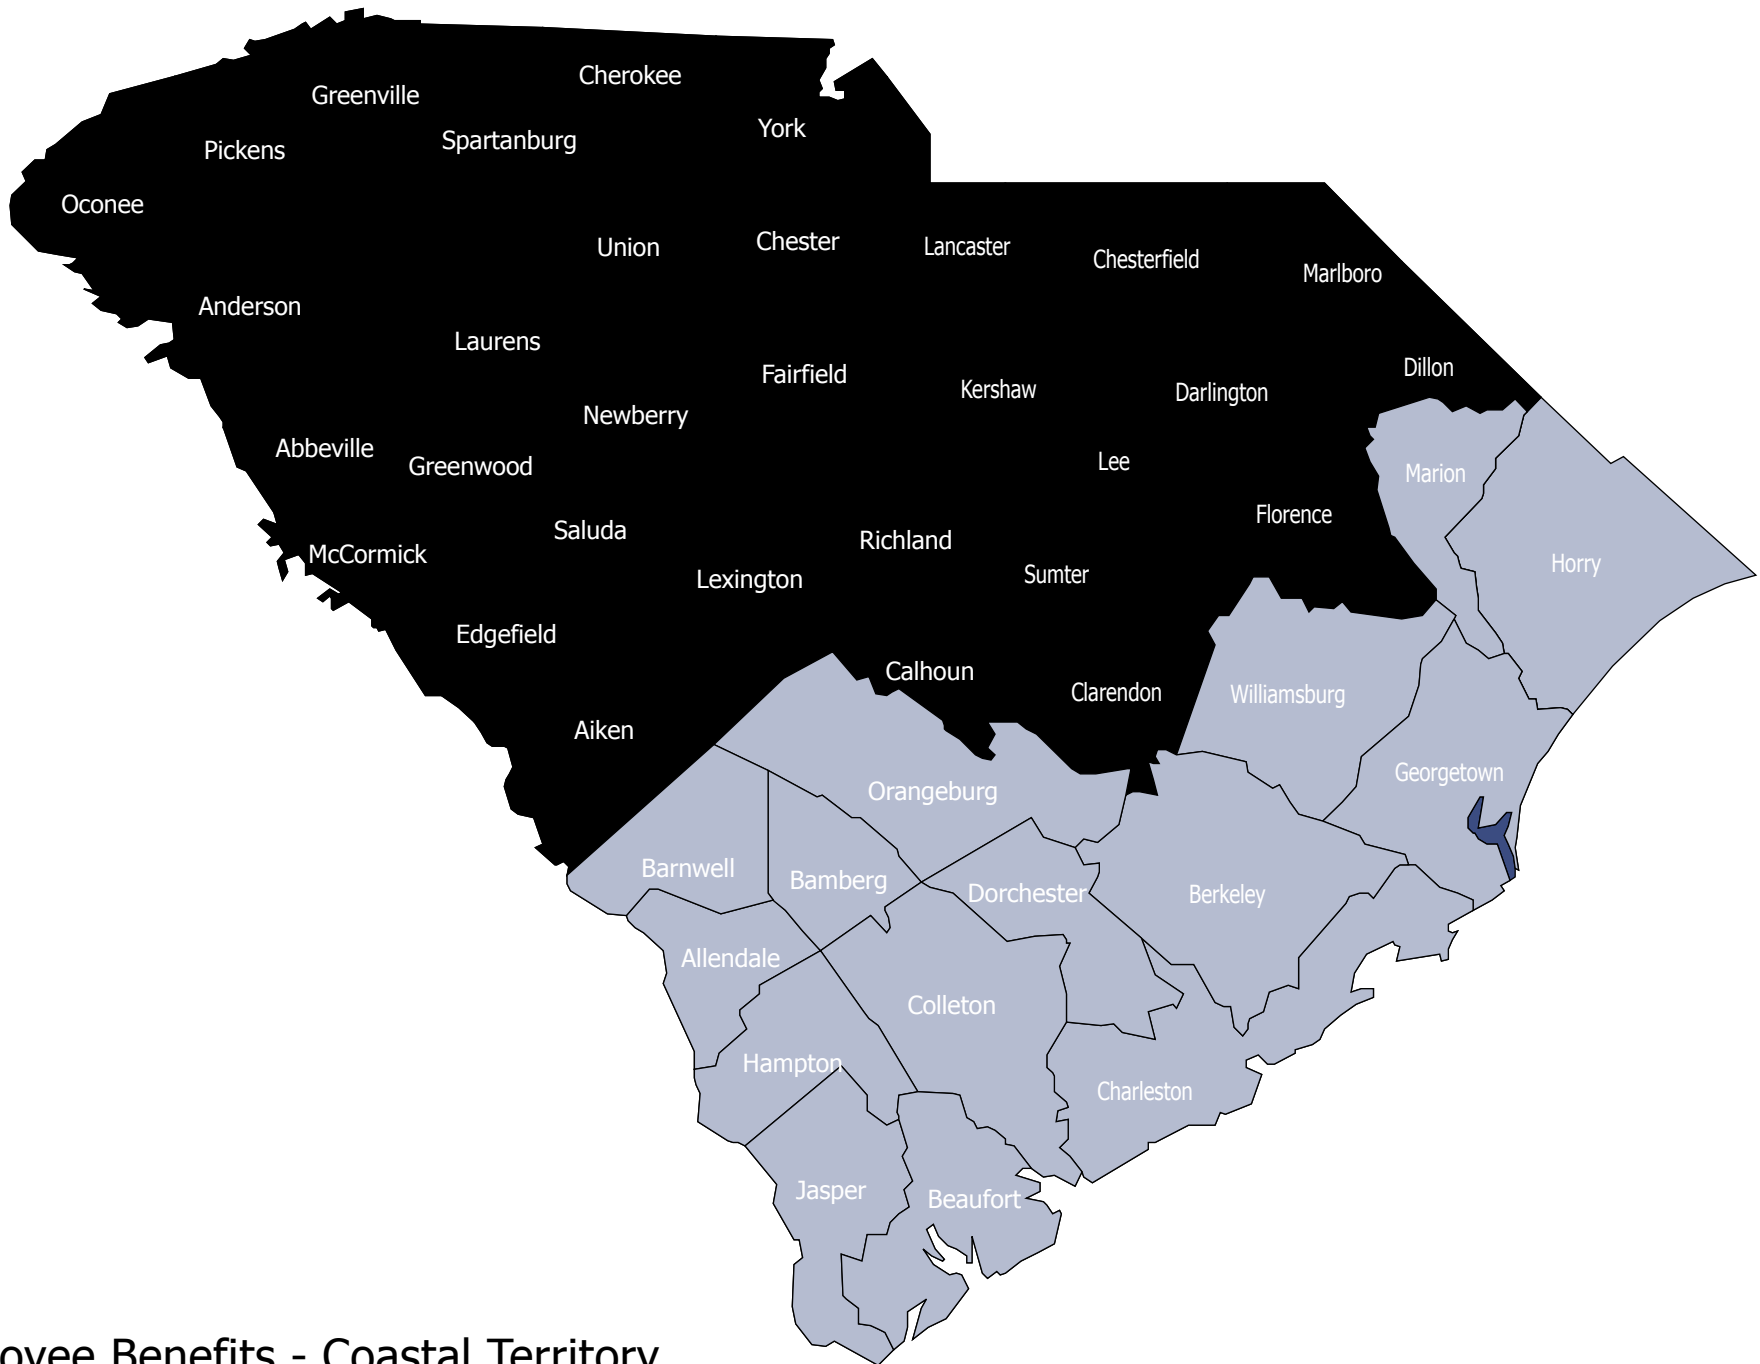 Cherokee
Greenville
York
Spartanburg
Pickens
Oconee
Union
Chester
Lancaster
Chesterfield
Marlboro
Anderson
Laurens
Dillon
Fairfield
Kershaw
Darlington
Newberry
Abbeville
Greenwood
Lee
Marion
Florence
Saluda
Richland
McCormick
Horry
Lexington
Sumter
Edgefield
Calhoun
Clarendon
Williamsburg
Aiken
Georgetown
Orangeburg
Barnwell
Bamberg
Dorchester
Berkeley
Allendale
Colleton
Hampton
Charleston
Jasper
Beaufort
Benefits - Coastal Territory